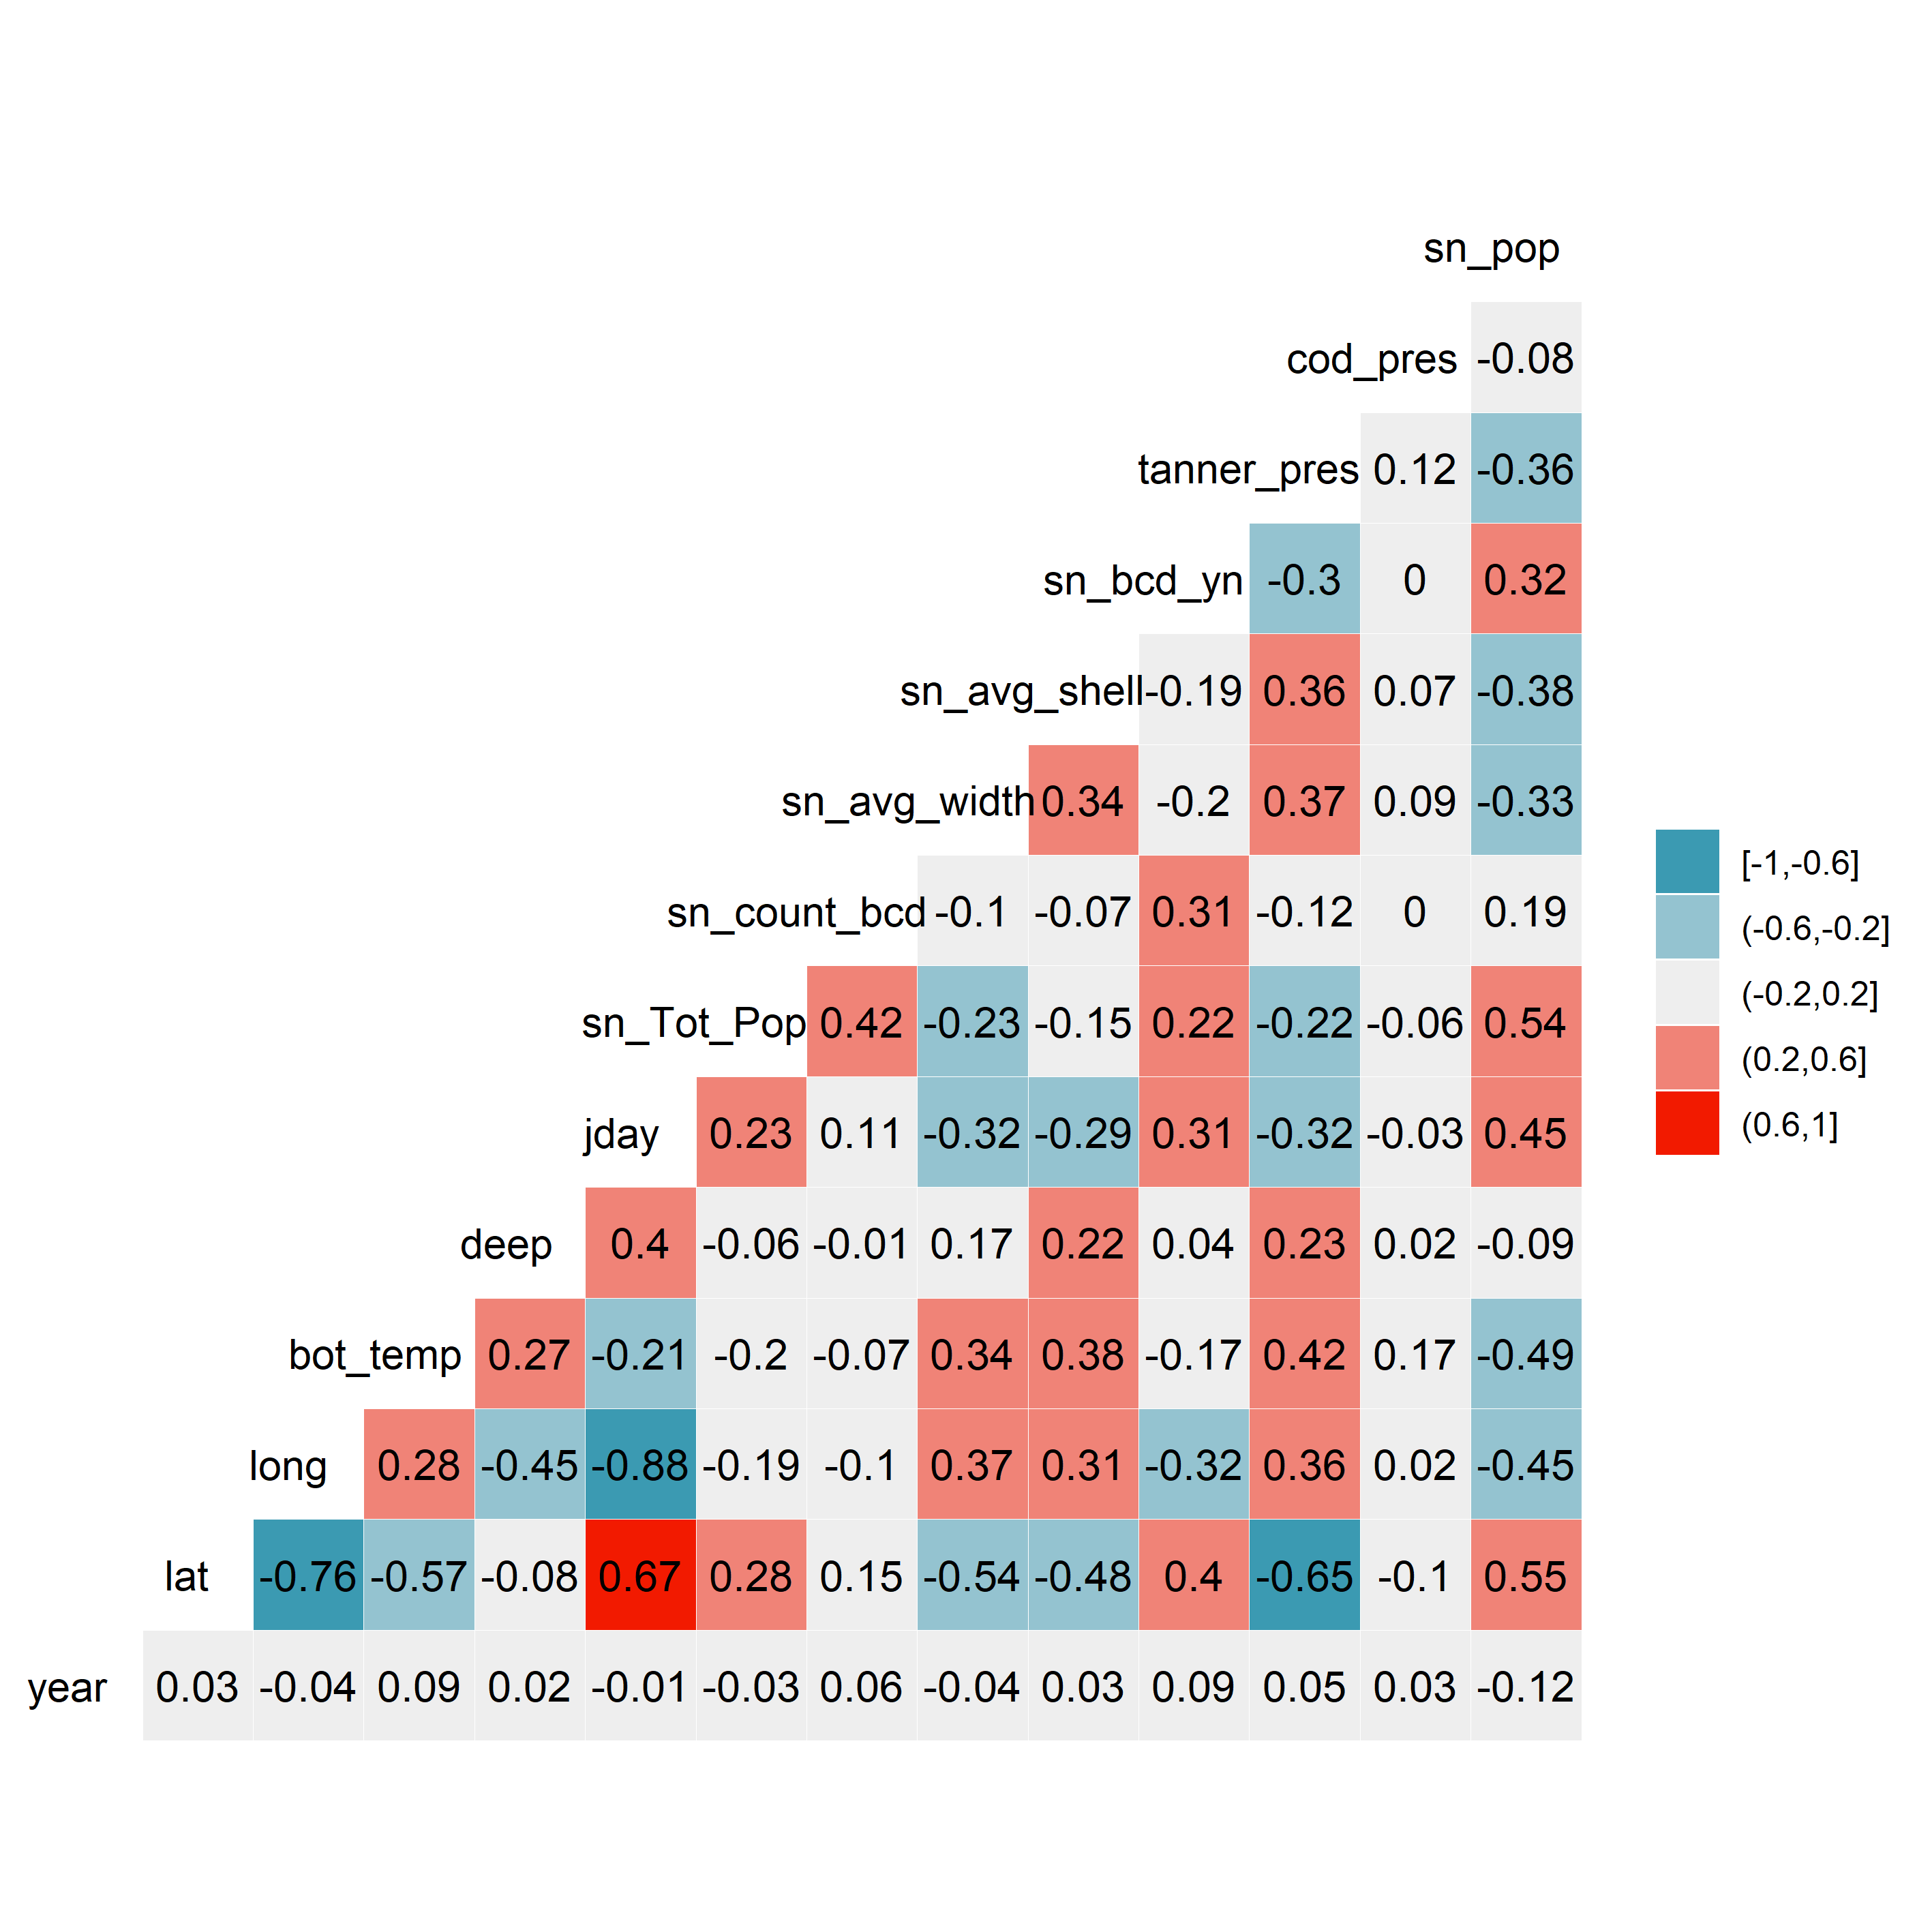 sn_pop
cod_pres -0.08
tanner_pres 0.12 -0.36
sn_bcd_yn -0.3 0 0.32
sn_avg_shell -0.19 0.36 0.07 -0.38
sn_avg_width 0.34 -0.2 0.37 0.09 -0.33
sn_count_bcd -0.1 -0.07 0.31 -0.12 0 0.19
sn_Tot_Pop 0.42 -0.23 -0.15 0.22 -0.22 -0.06 0.54
jday 0.23 0.11 -0.32 -0.29 0.31 -0.32 -0.03 0.45
deep 0.4 -0.06 -0.01 0.17 0.22 0.04 0.23 0.02 -0.09
bot_temp 0.27 -0.21 -0.2 -0.07 0.34 0.38 -0.17 0.42 0.17 -0.49
long 0.28 -0.45 -0.88 -0.19 -0.1 0.37 0.31 -0.32 0.36 0.02 -0.45
lat -0.76 -0.57 -0.08 0.67 0.28 0.15 -0.54 -0.48 0.4 -0.65 -0.1 0.55
year 0.03 -0.04 0.09 0.02 -0.01 -0.03 0.06 -0.04 0.03 0.09 0.05 0.03 -0.12
[-1,-0.6]
(-0.6,-0.2]
(-0.2,0.2]
(0.2,0.6]
(0.6,1]